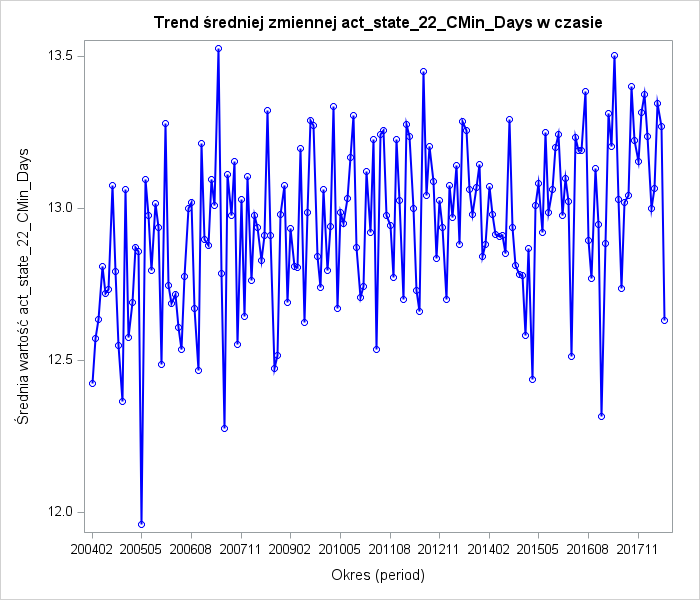 Trend średniej zmiennej act_state_22_CMin_Days w czasie
Średnia wartość act_state_22_CMin_Days
13.5
13.0
12.5
12.0
200402 200505 200608 200711 200902 201005 201108 201211 201402 201505 201608 201711
Okres (period)